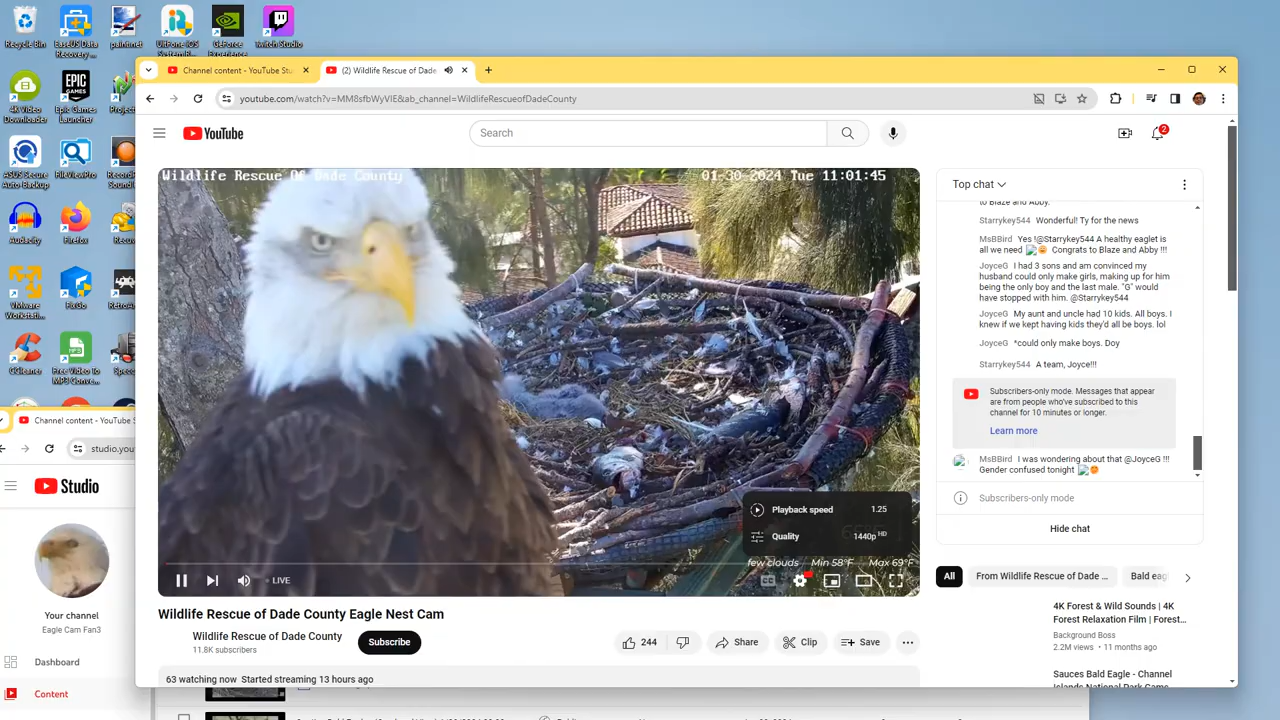 Recycle Bin
EaseUS Data
Recovery ...
paint.net
UltFone iOS
System R...
GeForce
Experience
Twitch Studio
4K Video
Downloader
Epic Games
Launcher
ASUS Secure
Auto Backup
FileViewPro
Audacity
Firefox
Recuv
VMware
Workstati...
FixGo
RetroAr
CCleaner
Free Video To
MP3 Conve...
Spec
EPIC
GAMES
Channel content - YouTube Stu
(2) Wildlife Rescue of Dade
youtube.com/watch?v=MM8sfbWyVIE&ab_channel=WildlifeRescueofDadeCounty
YouTube
Search
2
Wildlife Rescue Of Dade County
01-30-2024 Tue 11:01:45
Playback speed 1.25
Quality 1440p HD
few clouds Min 58°F Max 69°F
LIVE
CC
Top chat
to Blaze and Abby.
Starrykey544 Wonderful! Ty for the news
MsBBird Yes !@Starrykey544 A healthy eaglet is
all we need Congrats to Blaze and Abby !!!
JoyceG I had 3 sons and am convinced my
husband could only make girls, making up for him
being the only boy and the last male. "G" would
have stopped with him. @Starrykey544
JoyceG My aunt and uncle had 10 kids. All boys. I
knew if we kept having kids they'd all be boys. lol
JoyceG *could only make boys. Doy
Starrykey544 A team, Joyce!!!
Subscribers-only mode. Messages that appear
are from people who've subscribed to this
channel for 10 minutes or longer.
Learn more
MsBBird I was wondering about that @JoyceG !!!
Gender confused tonight
Subscribers-only mode
Hide chat
Wildlife Rescue of Dade County Eagle Nest Cam
Wildlife Rescue of Dade County
11.8K subscribers
Subscribe
244
Share
Clip
Save
63 watching now Started streaming 13 hours ago
All
From Wildlife Rescue of Dade ...
Bald eag
4K Forest & Wild Sounds | 4K
Forest Relaxation Film | Forest...
Background Boss
2.2M views • 11 months ago
Sauces Bald Eagle - Channel
Islands National Park Cams
Channel content - YouTube S
studio.you
Studio
Your channel
Eagle Cam Fan3
Dashboard
Content